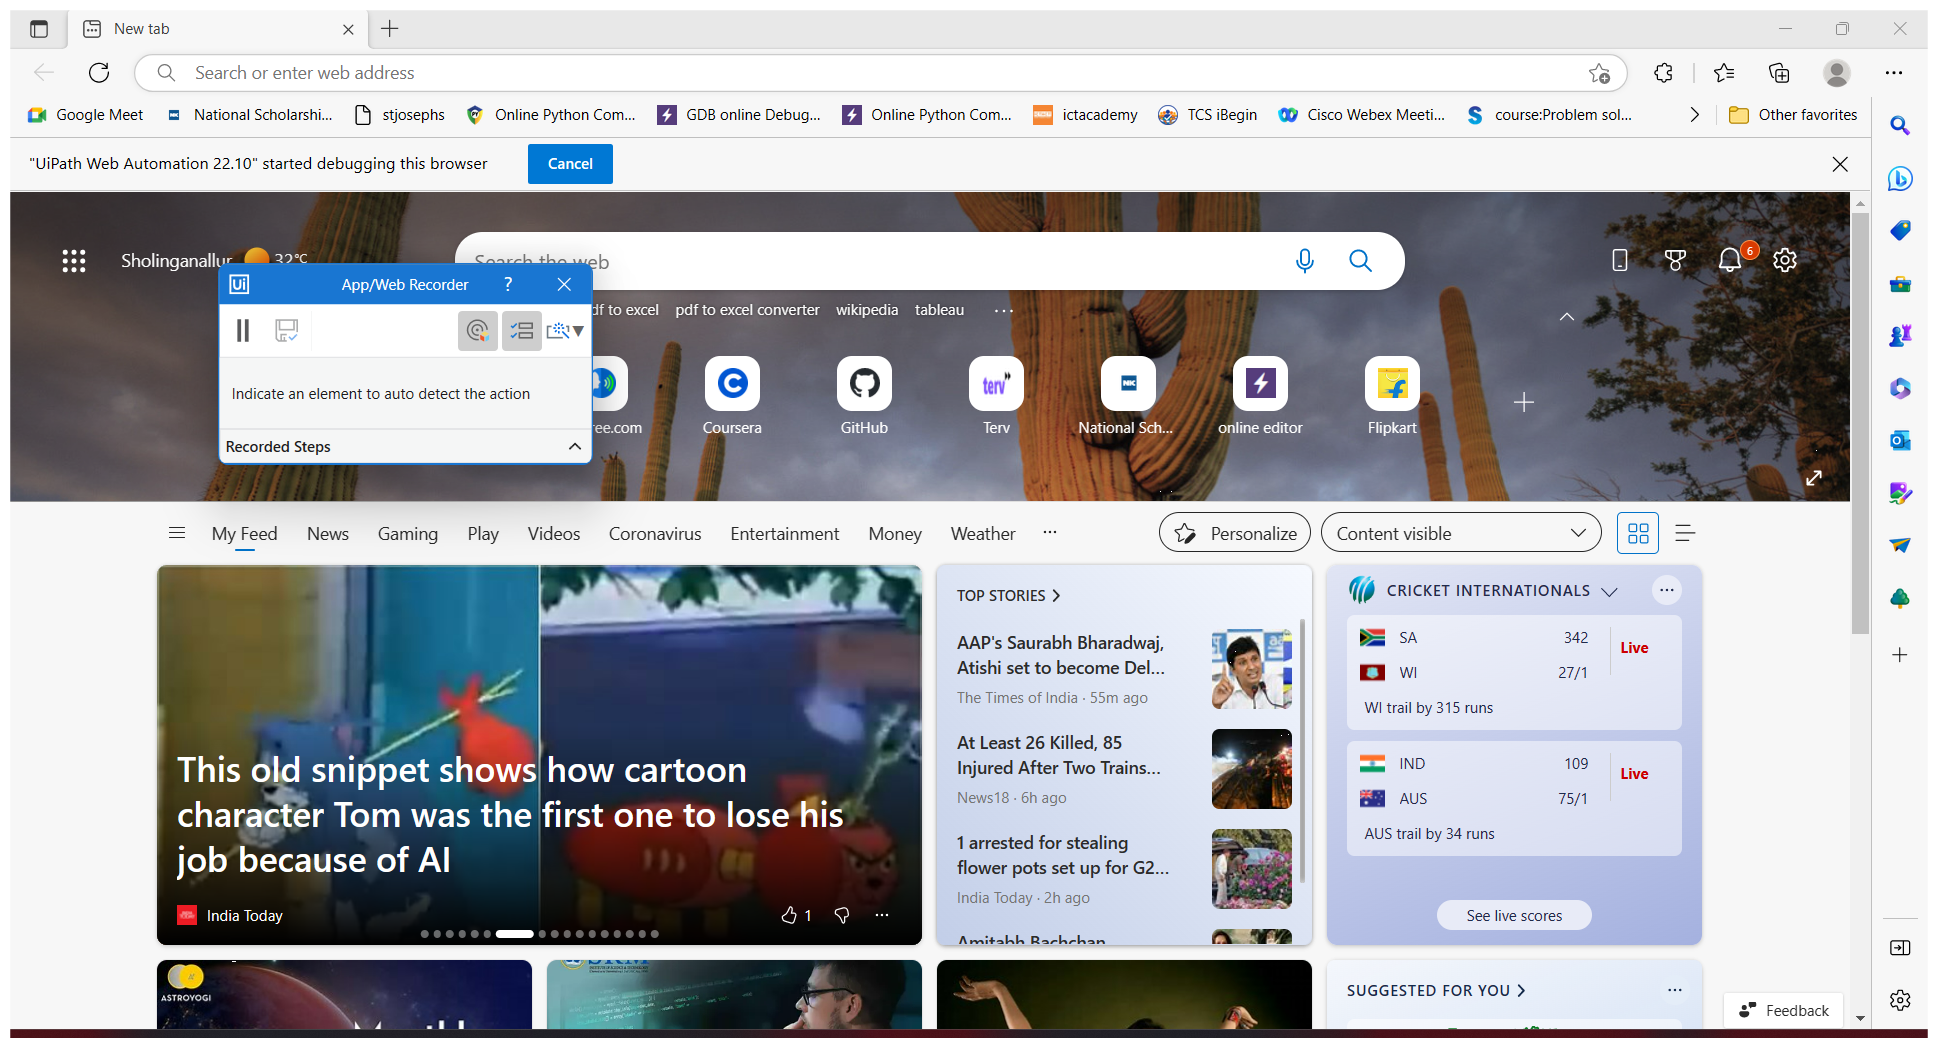 New tab
Search or enter web address
Google Meet
National Scholarshi...
stjosephs
Online Python Com...
GDB online Debug...
Online Python Com...
ictacademy
TCS iBegin
Cisco Webex Meeti...
course:Problem sol...
Other favorites
"UiPath Web Automation 22.10" started debugging this browser
Cancel
Sholinganallur
32°C
Search the web
6
Ui
App/Web Recorder
?
Indicate an element to auto detect the action
Recorded Steps
df to excel
pdf to excel converter
wikipedia
tableau
...
ree.com
Coursera
GitHub
terv
Terv
NK
National Sch...
online editor
Flipkart
My Feed
News
Gaming
Play
Videos
Coronavirus
Entertainment
Money
Weather
...
Personalize
Content visible
This old snippet shows how cartoon
character Tom was the first one to lose his
job because of AI
India Today
1
TOP STORIES
AAP's Saurabh Bharadwaj,
Atishi set to become Del...
The Times of India · 55m ago
At Least 26 Killed, 85
Injured After Two Trains...
News18 · 6h ago
1 arrested for stealing
flower pots set up for G2...
India Today · 2h ago
Amitabh Bachchan
CRICKET INTERNATIONALS
SA 342
Live
WI 27/1
WI trail by 315 runs
IND 109
Live
AUS 75/1
AUS trail by 34 runs
See live scores
ASTROYOGI
SRM
SUGGESTED FOR YOU
Feedback